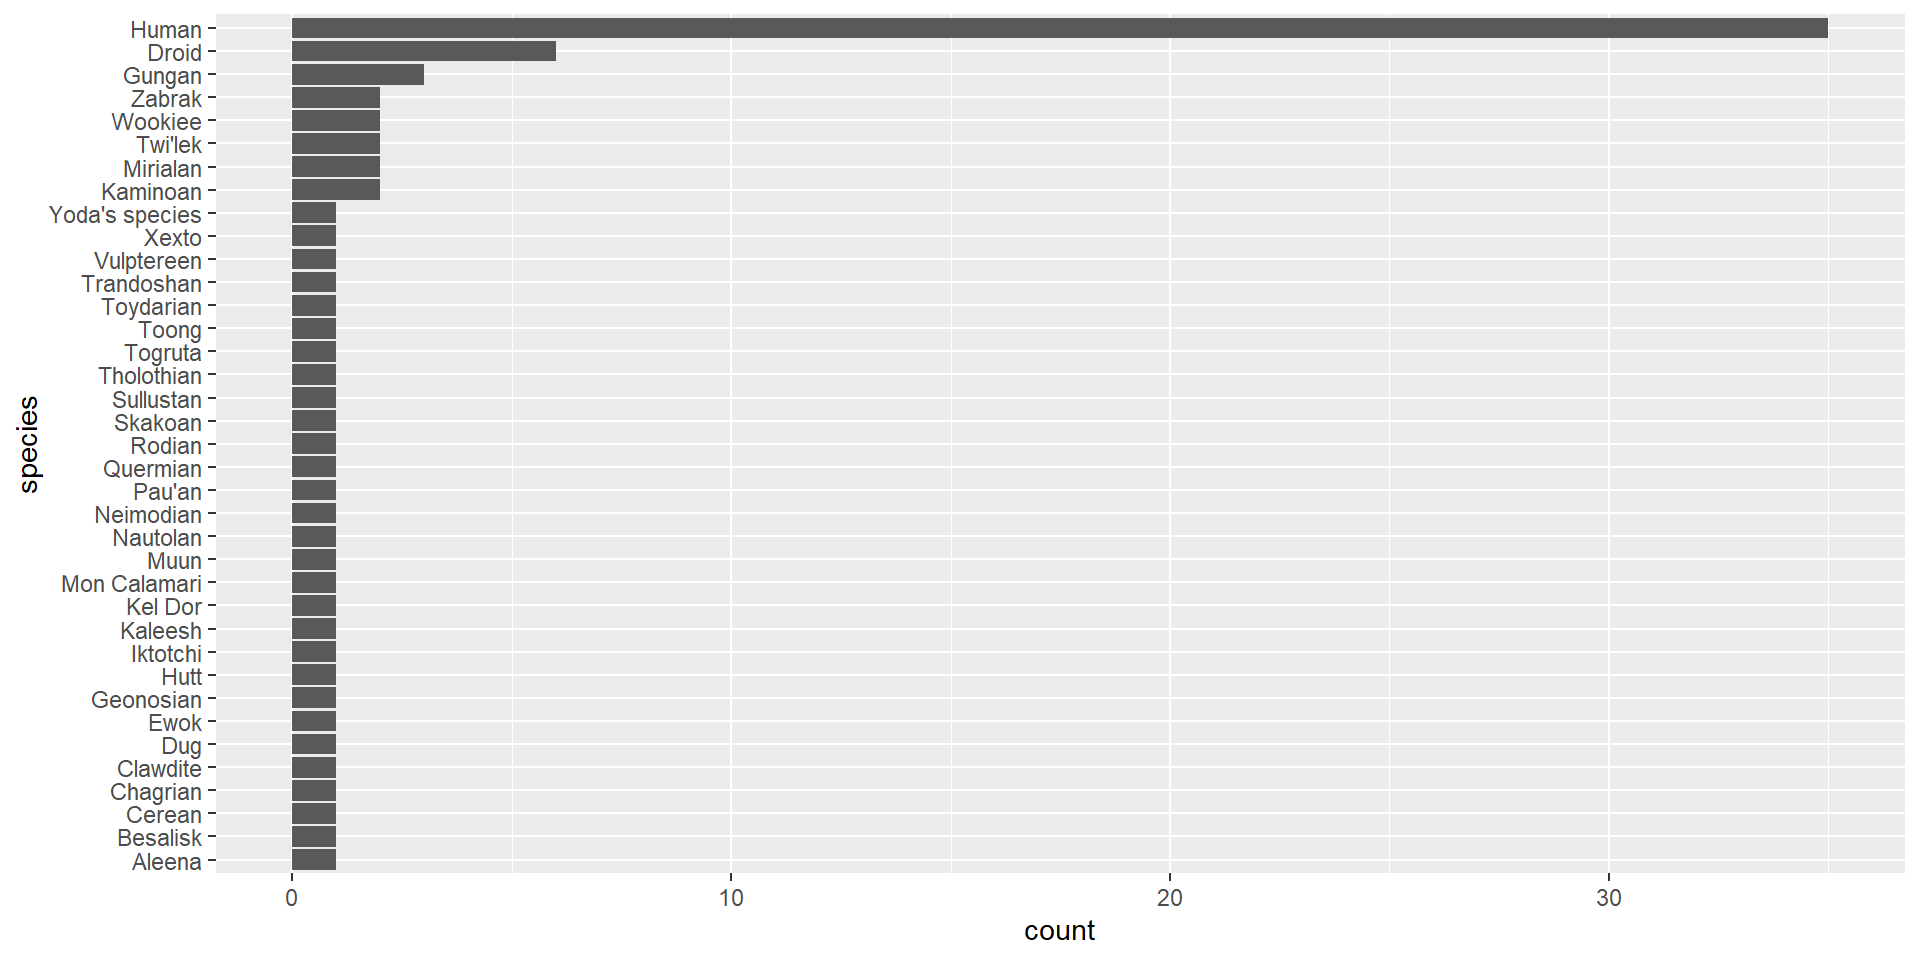 Human
Droid
Gungan
Zabrak
Wookiee
Twi'lek
Mirialan
Kaminoan
Yoda's species
Xexto
Vulptereen
Trandoshan
Toydarian
Toong
Togruta
Tholothian
Sullustan
Skakoan
Rodian
Quermian
Pau'an
Neimodian
Nautolan
Muun
Mon Calamari
Kel Dor
Kaleesh
Iktotchi
Hutt
Geonosian
Ewok
Dug
Clawdite
Chagrian
Cerean
Besalisk
Aleena
species
0 10 20 30
count